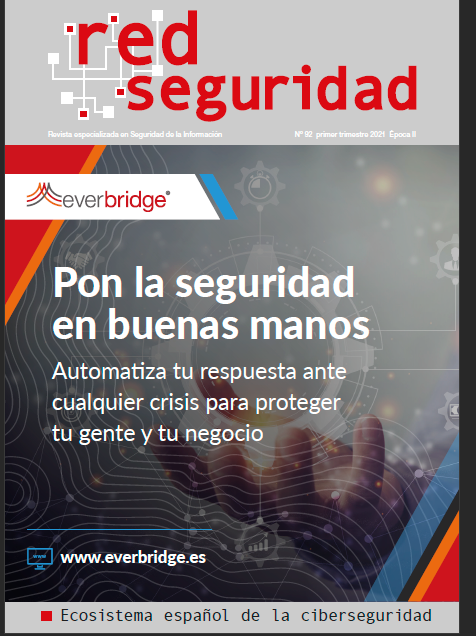 red
seguridad
Revista especializada en Seguridad de la Información Nº 92 primer trimestre 2021 Época II
everbridge®
Pon la seguridad
en buenas manos
Automatiza tu respuesta ante
cualquier crisis para proteger
tu gente y tu negocio
www
www.everbridge.es
Ecosistema español de la ciberseguridad